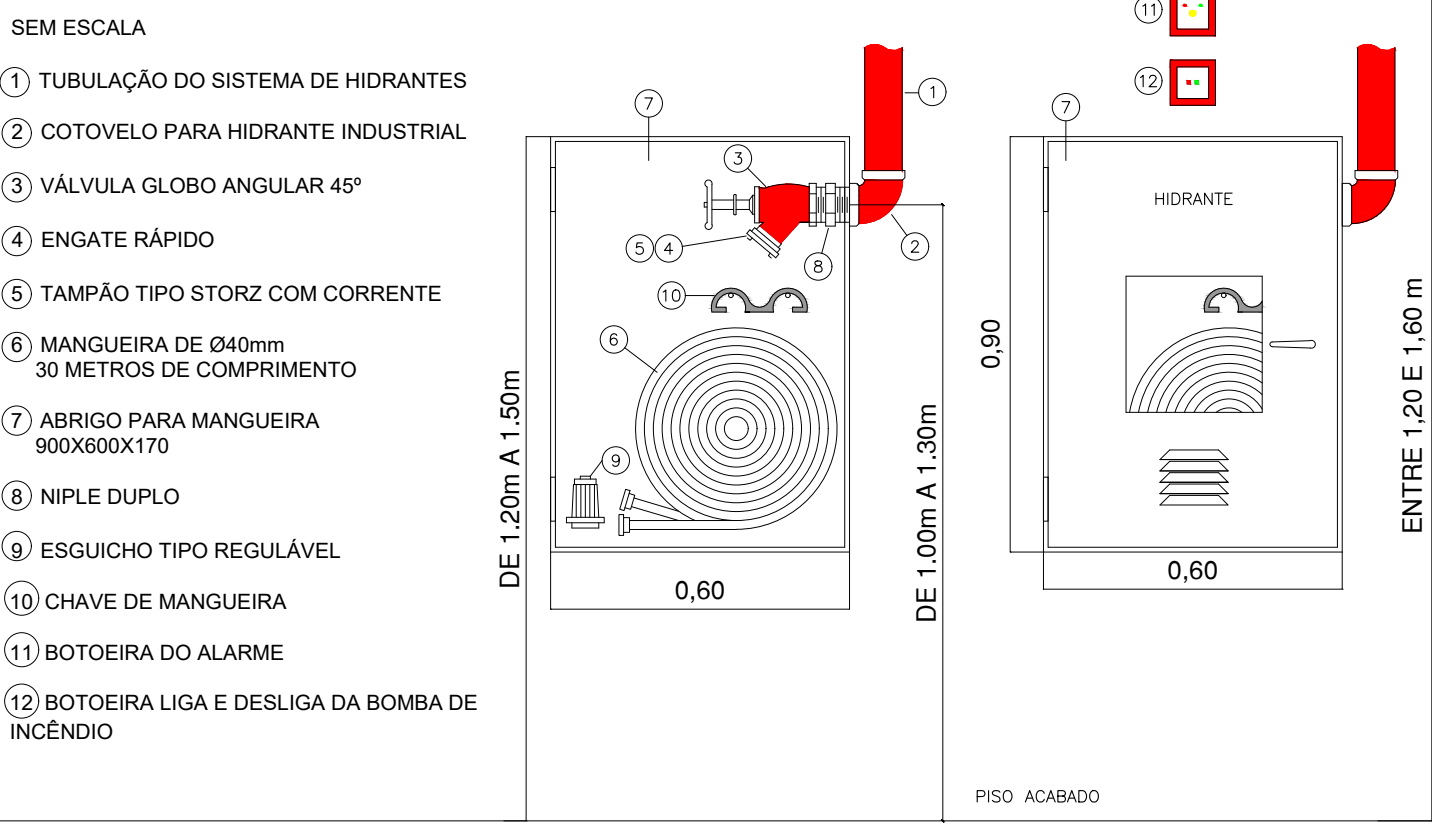 SEM ESCALA
1 TUBULAÇÃO DO SISTEMA DE HIDRANTES
2 COTOVELO PARA HIDRANTE INDUSTRIAL
3 VÁLVULA GLOBO ANGULAR 45º
4 ENGATE RÁPIDO
5 TAMPÃO TIPO STORZ COM CORRENTE
6 MANGUEIRA DE Ø40mm
30 METROS DE COMPRIMENTO
7 ABRIGO PARA MANGUEIRA
900X600X170
8 NIPLE DUPLO
9 ESGUICHO TIPO REGULÁVEL
10 CHAVE DE MANGUEIRA
11 BOTOEIRA DO ALARME
12 BOTOEIRA LIGA E DESLIGA DA BOMBA DE
INCÊNDIO
DE 1.20m A 1.50m
7
3
1
5 4
8
2
10
6
9
0,60
DE 1.00m A 1.30m
11
12
7
HIDRANTE
0,90
0,60
ENTRE 1,20 E 1,60 m
PISO ACABADO